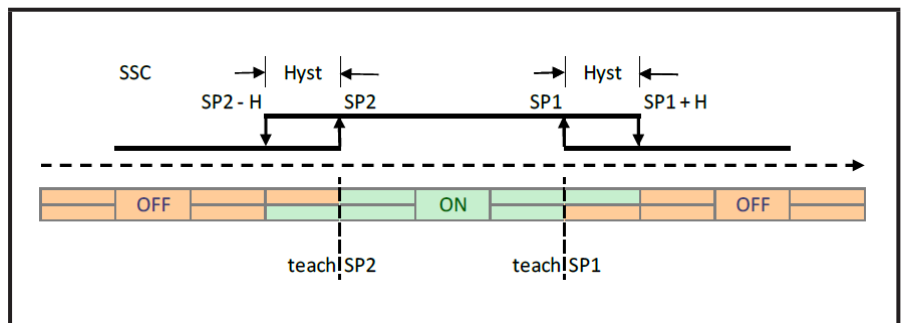 SSC Hyst Hyst
SP2 - H SP2 SP1 SP1 + H
OFF ON OFF
teach SP2 teach SP1